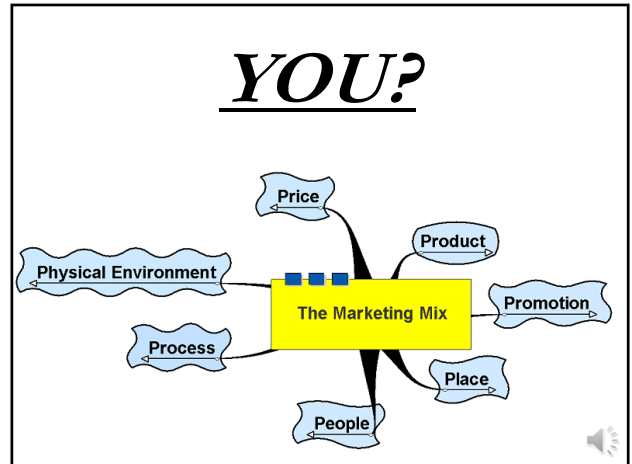 YOU?
Price
Product
Physical Environment
The Marketing Mix
Promotion
Process
Place
People